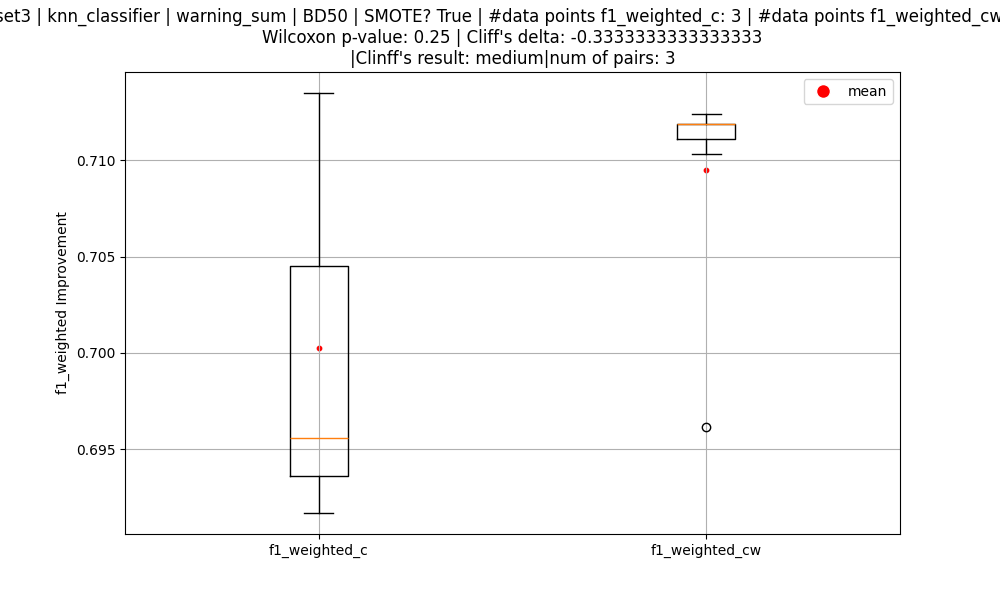 set3 | knn_classifier | warning_sum | BD50 | SMOTE? True | #data points f1_weighted_c: 3 | #data points f1_weighted_cw
Wilcoxon p-value: 0.25 | Cliff's delta: -0.3333333333333333
|Clinff's result: medium|num of pairs: 3
mean
0.710
0.705
0.700
0.695
f1_weighted Improvement
f1_weighted_c
f1_weighted_cw